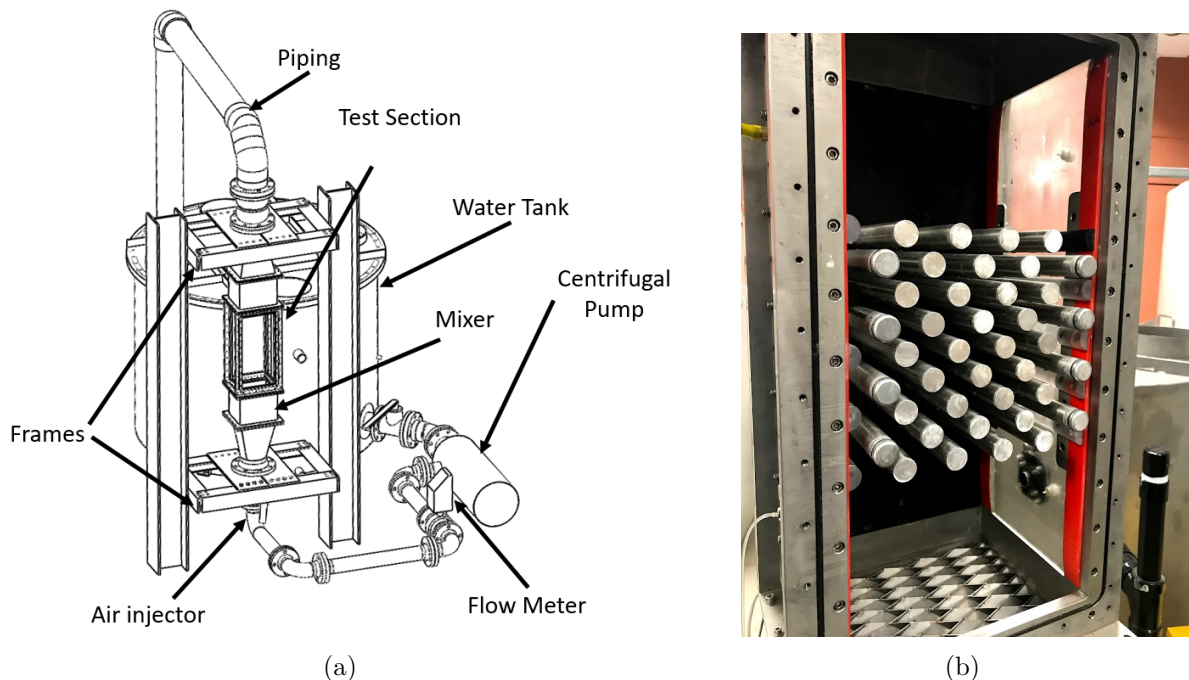 Piping
Test Section
Water Tank
Centrifugal
Pump
Mixer
Frames
Air injector
Flow Meter
(a)
(b)